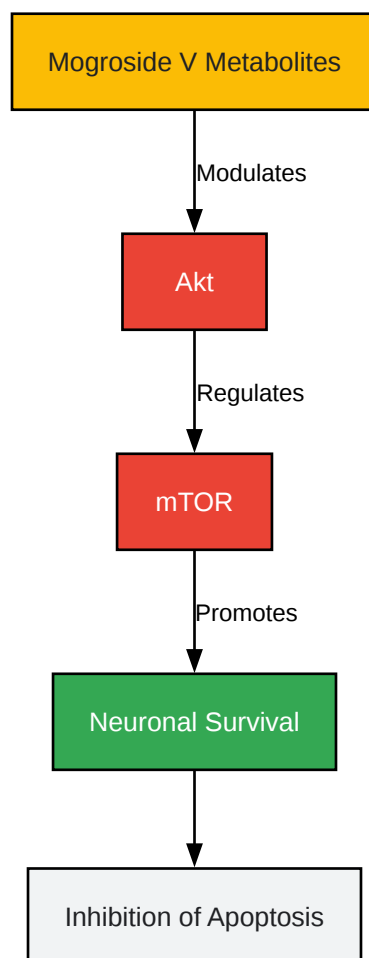 Mogroside V Metabolites
Modulates
Akt
Regulates
mTOR
Promotes
Neuronal Survival
Inhibition of Apoptosis